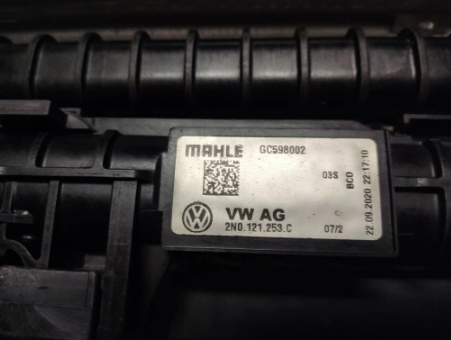 MAHLE GC598002
03S
BCO
VW AG
2N0.121.253.C 07/2
22.09.2020 22:17:10